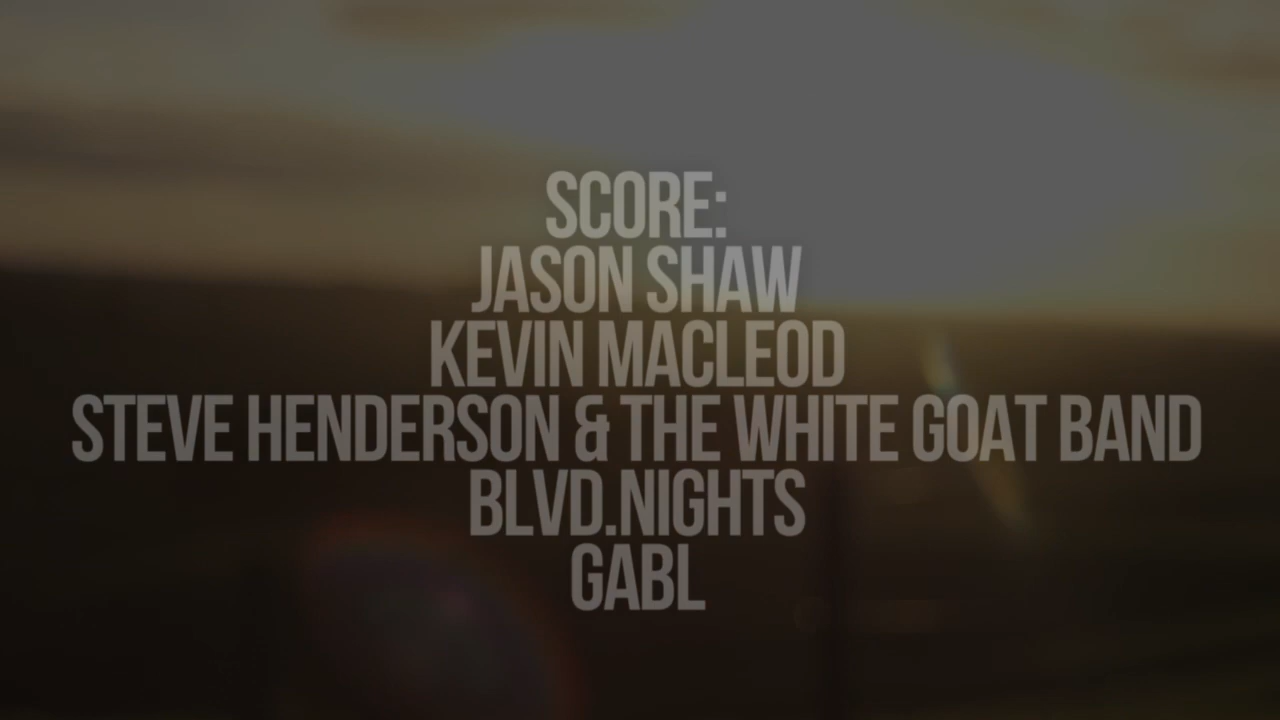 SCORE:
JASON SHAW
KEVIN MACLEOD
STEVE HENDERSON & THE WHITE GOAT BAND
BLVD.NIGHTS
GABL